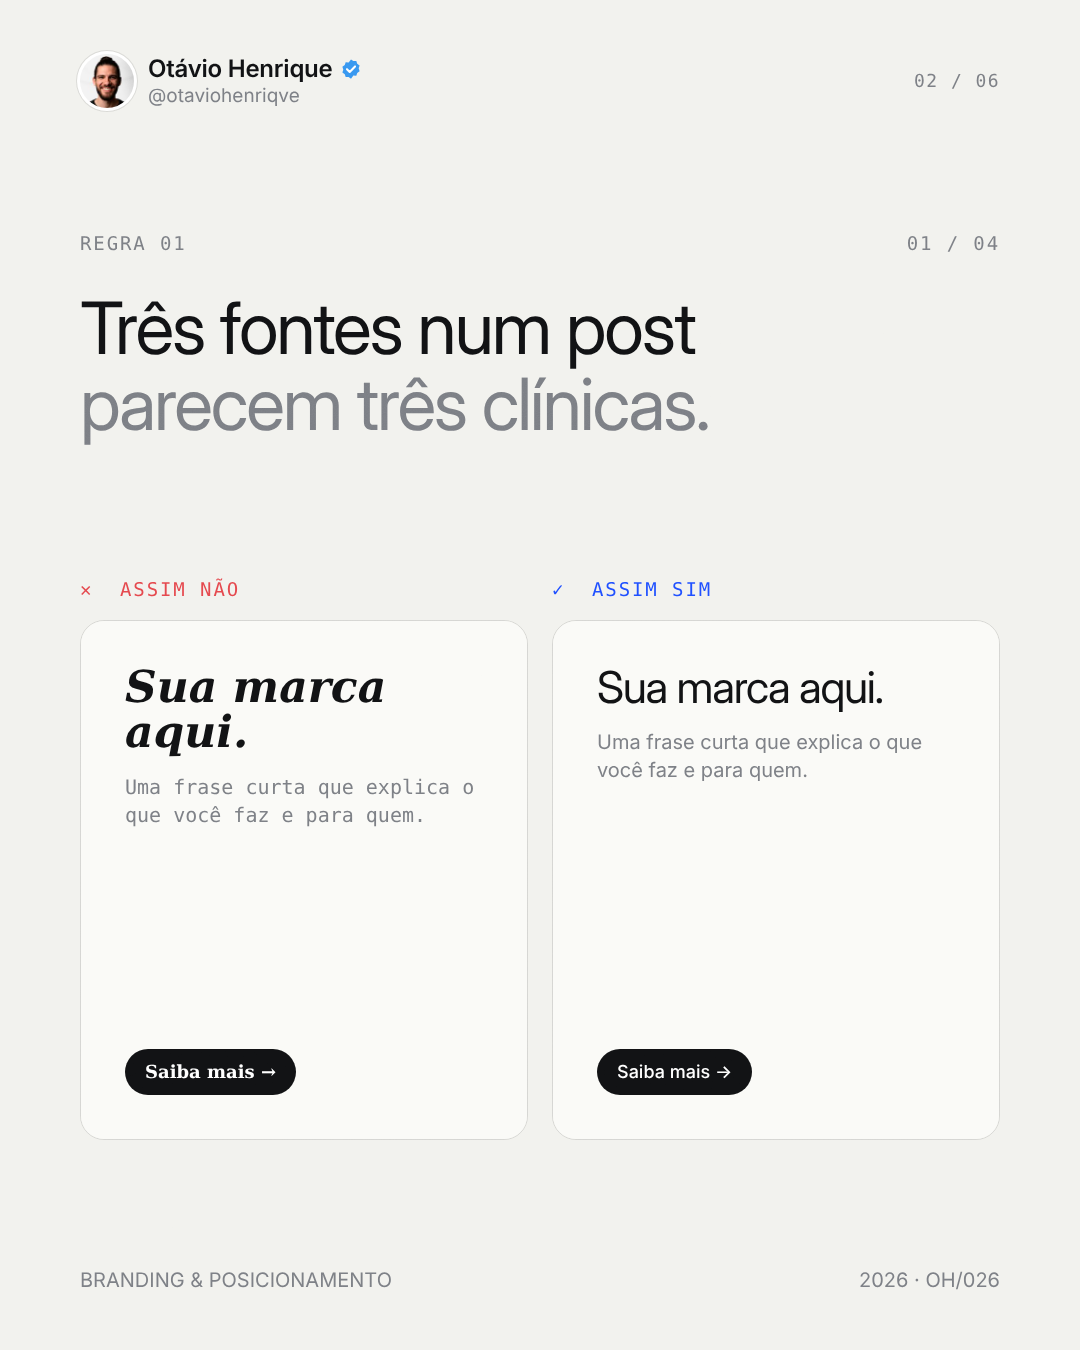 Otávio Henrique
@otaviohenriqve
02 / 06
REGRA 01
01 / 04
Três fontes num post
parecem três clínicas.
× ASSIM NÃO
Sua marca
aqui.
Uma frase curta que explica o
que você faz e para quem.
Saiba mais →
✓ ASSIM SIM
Sua marca aqui.
Uma frase curta que explica o que
você faz e para quem.
Saiba mais →
BRANDING & POSICIONAMENTO
2026 · OH/026